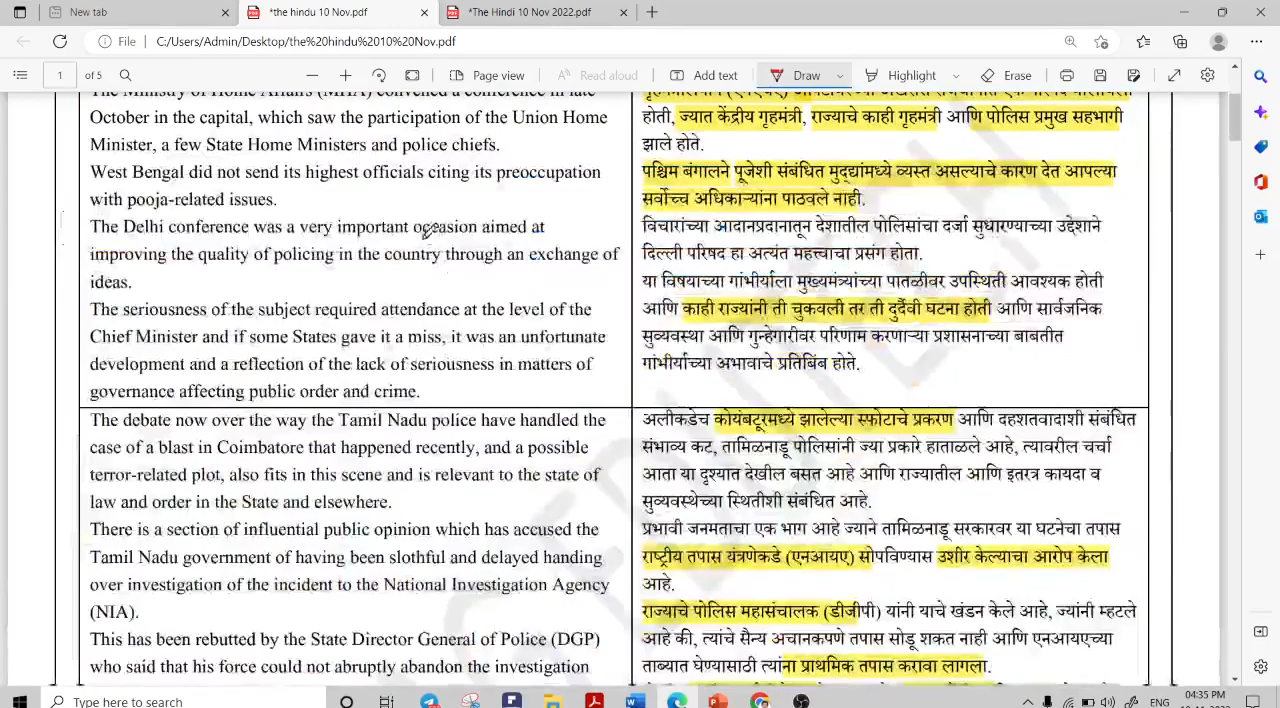 New tab
*the hindu 10 Nov.pdf
*The Hindi 10 Nov 2022.pdf
File
C:/Users/Admin/Desktop/the%20hindu%2010%20Nov.pdf
1 of 5
Page view
Read aloud
Add text
Draw
Highlight
Erase
The Ministry of Home Affairs (MHA) convened a conference in late
October in the capital, which saw the participation of the Union Home
Minister, a few State Home Ministers and police chiefs.
West Bengal did not send its highest officials citing its preoccupation
with pooja-related issues.
The Delhi conference was a very important occasion aimed at
improving the quality of policing in the country through an exchange of
ideas.
The seriousness of the subject required attendance at the level of the
Chief Minister and if some States gave it a miss, it was an unfortunate
development and a reflection of the lack of seriousness in matters of
governance affecting public order and crime.
होती, ज्यात केंद्रीय गृहमंत्री, राज्याचे काही गृहमंत्री आणि पोलिस प्रमुख सहभागी
झाले होते.
पश्चिम बंगालने पूजेशी संबंधित मुद्द्यांमध्ये व्यस्त असल्याचे कारण देत आपल्या
सर्वोच्च अधिकाऱ्यांना पाठवले नाही.
विचारांच्या आदानप्रदानातून देशातील पोलिसांचा दर्जा सुधारण्याच्या उद्देशाने
दिल्ली परिषद हा अत्यंत महत्त्वाचा प्रसंग होता.
या विषयाच्या गांभीर्याला मुख्यमंत्र्यांच्या पातळीवर उपस्थिती आवश्यक होती
आणि काही राज्यांनी ती चुकवली तर ती दुर्दैवी घटना होती आणि सार्वजनिक
सुव्यवस्था आणि गुन्हेगारीवर परिणाम करणाऱ्या प्रशासनाच्या बाबतीत
गांभीर्याच्या अभावाचे प्रतिबिंब होते.
The debate now over the way the Tamil Nadu police have handled the
case of a blast in Coimbatore that happened recently, and a possible
terror-related plot, also fits in this scene and is relevant to the state of
law and order in the State and elsewhere.
There is a section of influential public opinion which has accused the
Tamil Nadu government of having been slothful and delayed handing
over investigation of the incident to the National Investigation Agency
(NIA).
This has been rebutted by the State Director General of Police (DGP)
who said that his force could not abruptly abandon the investigation
अलीकडेच कोयंबटूरमध्ये झालेल्या स्फोटाचे प्रकरण आणि दहशतवादाशी संबंधित
संभाव्य कट, तामिळनाडू पोलिसांनी ज्या प्रकारे हाताळले आहे, त्यावरील चर्चा
आता या दृश्यात देखील बसत आहे आणि राज्यातील आणि इतरत्र कायदा व
सुव्यवस्थेच्या स्थितीशी संबंधित आहे.
प्रभावी जनमताचा एक भाग आहे ज्याने तामिळनाडू सरकारवर या घटनेचा तपास
राष्ट्रीय तपास यंत्रणेकडे (एनआयए) सोपविण्यास उशीर केल्याचा आरोप केला
आहे.
राज्याचे पोलिस महासंचालक (डीजीपी) यांनी याचे खंडन केले आहे, ज्यांनी म्हटले
आहे की, त्यांचे सैन्य अचानकपणे तपास सोडू शकत नाही आणि एनआयएच्या
ताब्यात घेण्यासाठी त्यांना प्राथमिक तपास करावा लागला.
Type here to search
ENG
04:35 PM